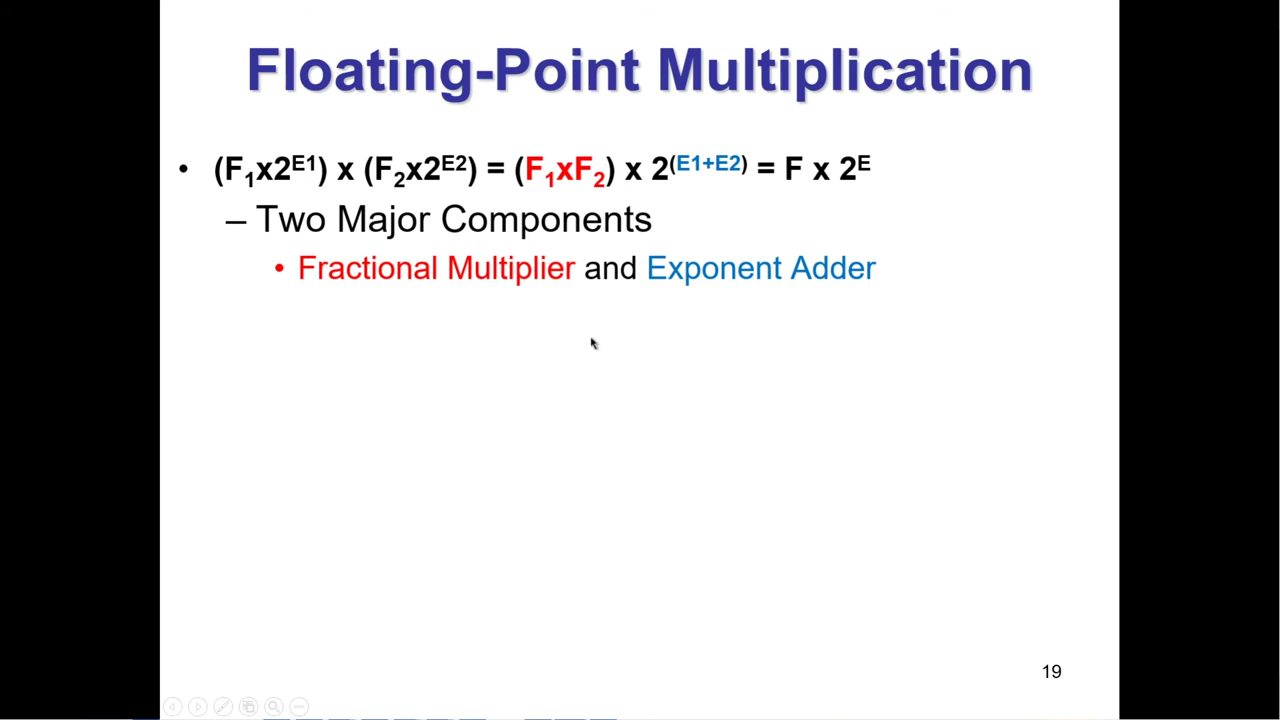 Floating-Point Multiplication
• (F₁x2ᴱ¹) x (F₂x2ᴱ²) = (F₁xF₂) x 2⁽ᴱ¹⁺ᴱ²⁾ = F x 2ᴱ
– Two Major Components
• Fractional Multiplier and Exponent Adder
19